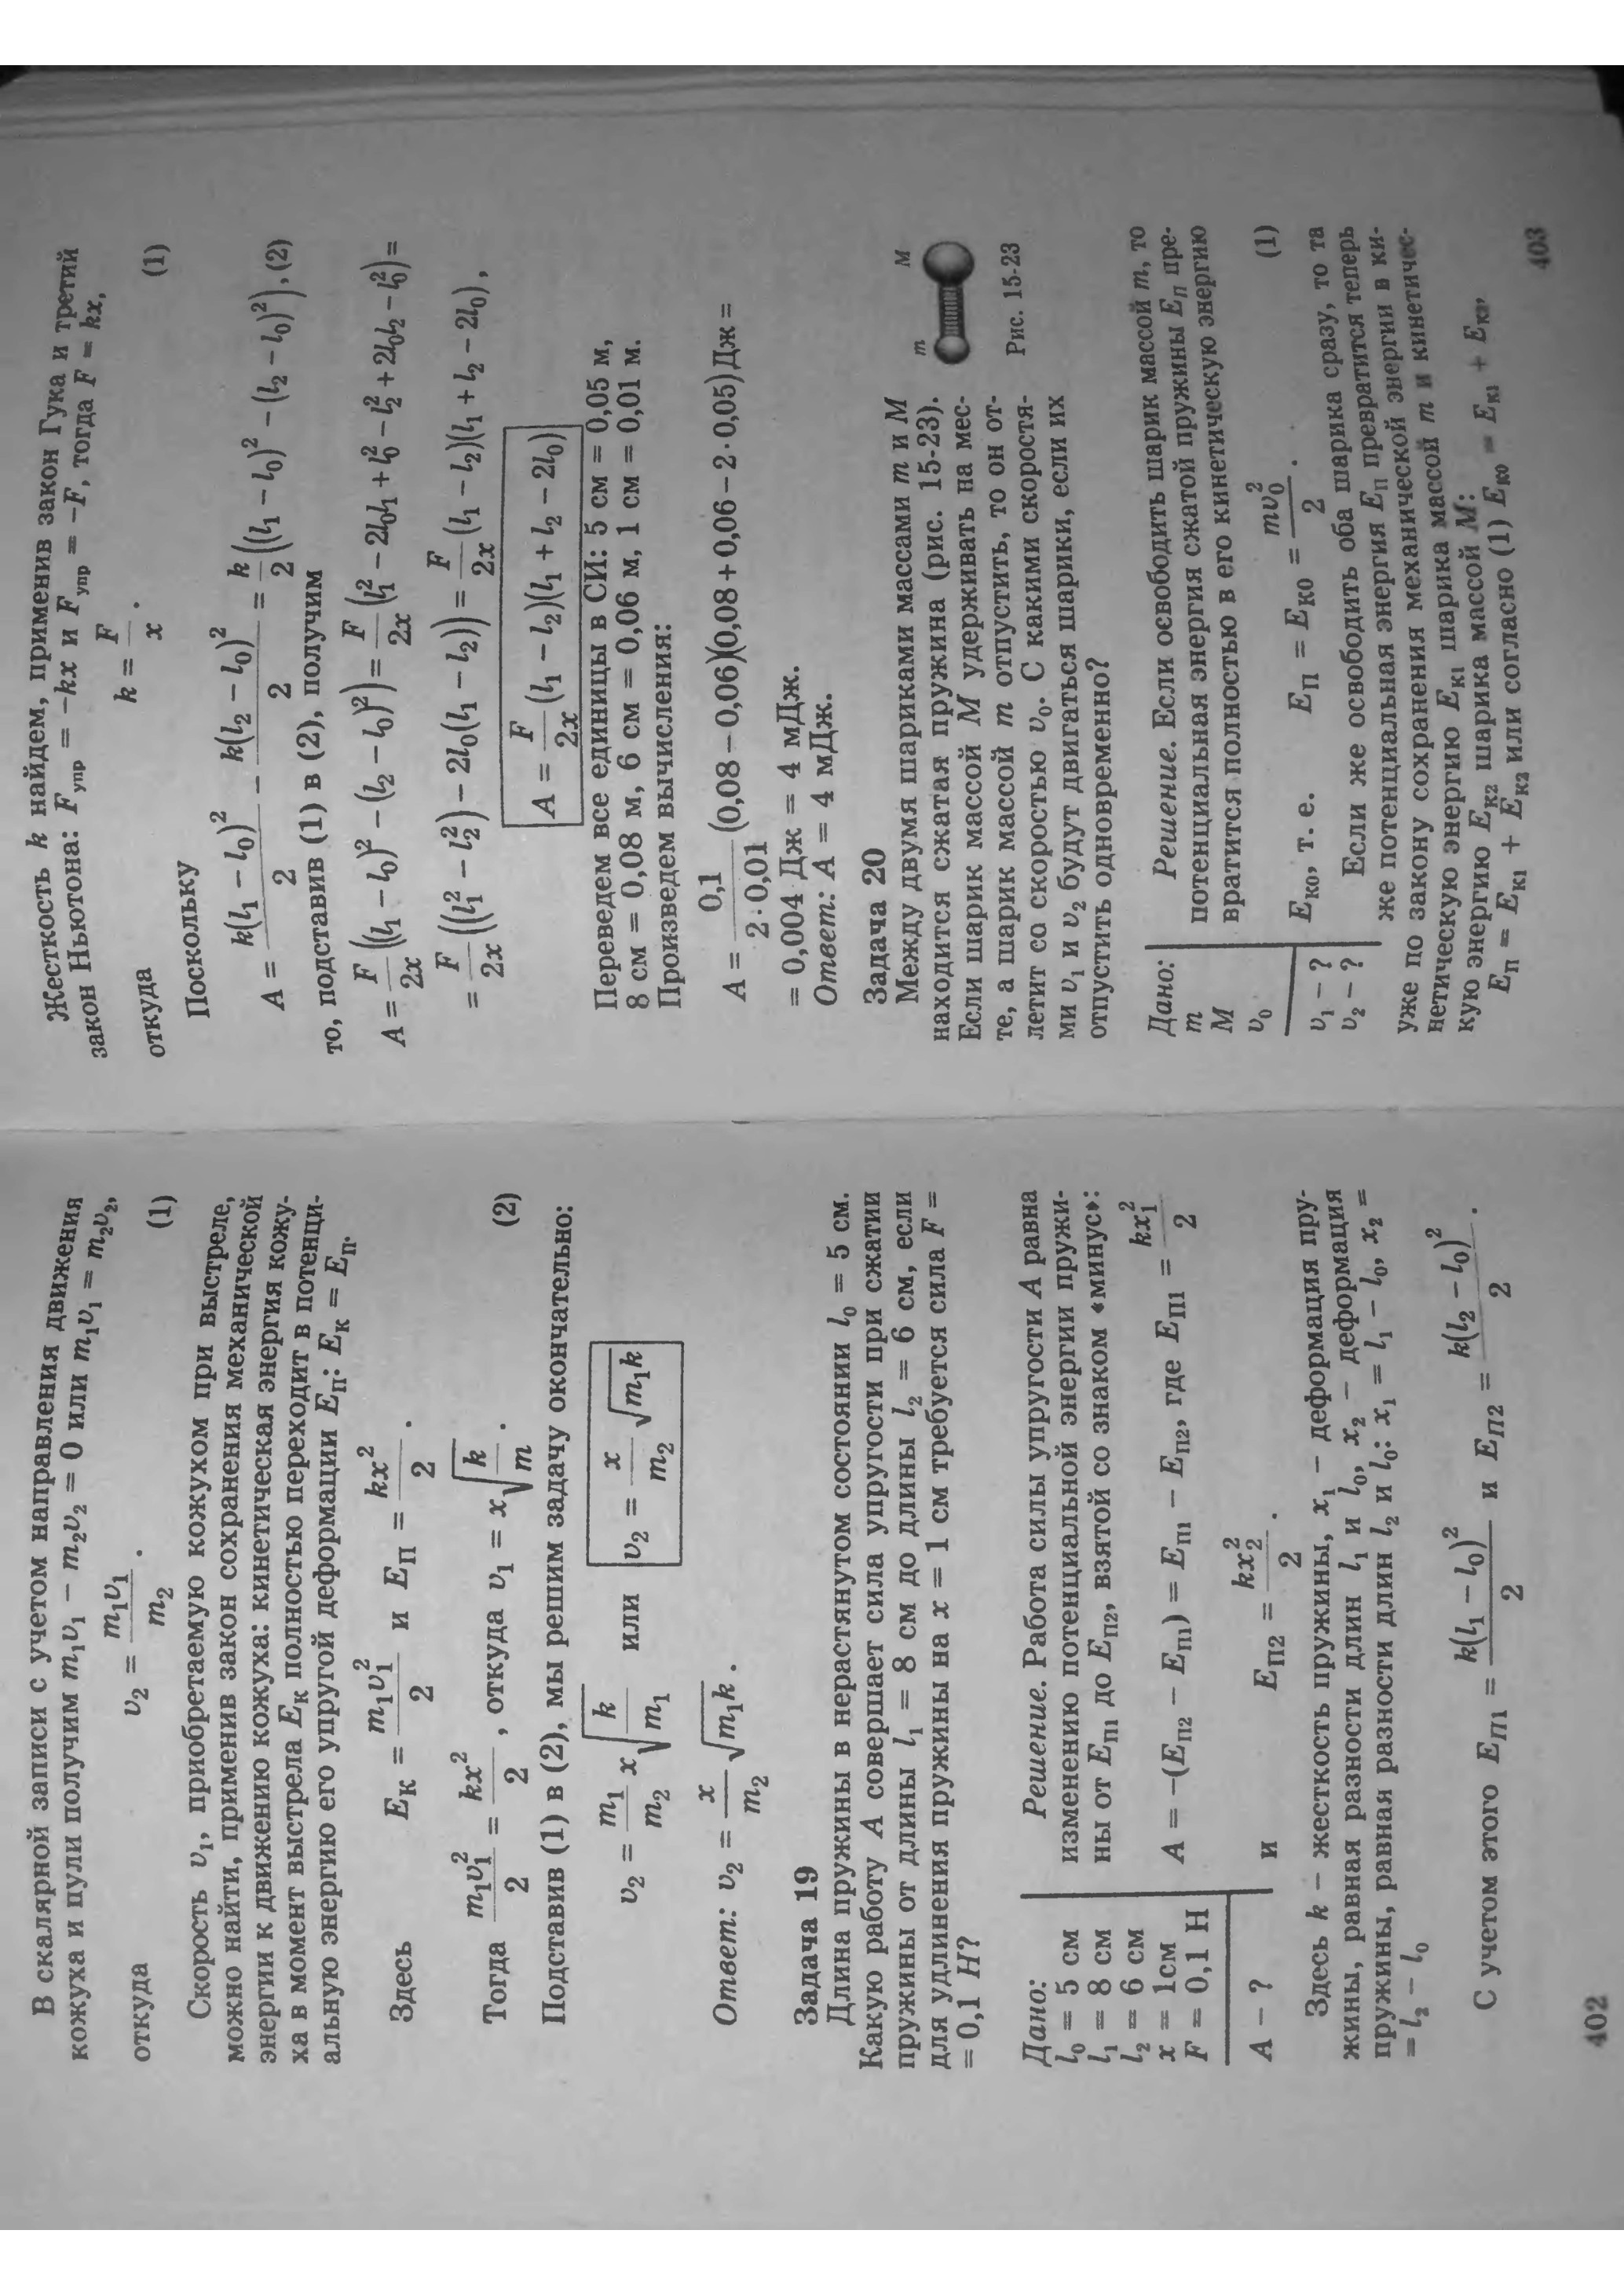 В скалярной записи с учетом направления движения
кожуха и пули получим m₁υ₁ − m₂υ₂ = 0 или m₁υ₁ = m₂υ₂,
откуда υ₂ = m₁υ₁/m₂ . (1)
Скорость υ₁, приобретаемую кожухом при выстреле,
можно найти, применив закон сохранения механической
энергии к движению кожуха: кинетическая энергия кожу-
ха в момент выстрела Eк полностью переходит в потенци-
альную энергию его упругой деформации Eп: Eк = Eп.
Здесь Eк = m₁υ₁²/2 и Eп = kx²/2 .
Тогда m₁υ₁²/2 = kx²/2 , откуда υ₁ = x√(k/m) . (2)
Подставив (1) в (2), мы решим задачу окончательно:
υ₂ = m₁/m₂ x√(k/m₁) или υ₂ = x/m₂ √(m₁k)
Ответ: υ₂ = x/m₂ √(m₁k) .
Задача 19
Длина пружины в нерастянутом состоянии l₀ = 5 см.
Какую работу A совершает сила упругости при сжатии
пружины от длины l₁ = 8 см до длины l₂ = 6 см, если
для удлинения пружины на x = 1 см требуется сила F =
= 0,1 Н?
Дано:
l₀ = 5 см
l₁ = 8 см
l₂ = 6 см
x = 1см
F = 0,1 Н
A − ?
Решение. Работа силы упругости A равна
изменению потенциальной энергии пружи-
ны от Eп1 до Eп2, взятой со знаком «минус»:
A = −(Eп2 − Eп1) = Eп1 − Eп2, где Eп1 = kx₁²/2
и Eп2 = kx₂²/2 .
Здесь k − жесткость пружины, x₁ − деформация пру-
жины, равная разности длин l₁ и l₀, x₂ − деформация
пружины, равная разности длин l₂ и l₀: x₁ = l₁ − l₀, x₂ =
= l₂ − l₀
С учетом этого Eп1 = k(l₁ − l₀)²/2 и Eп2 = k(l₂ − l₀)²/2 .
402
Жесткость k найдем, применив закон Гука и третий
закон Ньютона: Fупр = −kx и Fупр = −F, тогда F = kx,
откуда k = F/x . (1)
Поскольку
A = k(l₁ − l₀)²/2 − k(l₂ − l₀)²/2 = k/2 ((l₁ − l₀)² − (l₂ − l₀)²), (2)
то, подставив (1) в (2), получим
A = F/2x ((l₁ − l₀)² − (l₂ − l₀)²) = F/2x (l₁² − 2l₀l₁ + l₀² − l₂² + 2l₀l₂ − l₀²) =
= F/2x ((l₁² − l₂²) − 2l₀(l₁ − l₂)) = F/2x (l₁ − l₂)(l₁ + l₂ − 2l₀) ,
A = F/2x (l₁ − l₂)(l₁ + l₂ − 2l₀)
Переведем все единицы в СИ: 5 см = 0,05 м,
8 см = 0,08 м, 6 см = 0,06 м, 1 см = 0,01 м.
Произведем вычисления:
A = 0,1/2·0,01 (0,08 − 0,06)(0,08 + 0,06 − 2·0,05) Дж =
= 0,004 Дж = 4 мДж.
Ответ: A = 4 мДж.
Задача 20
Между двумя шариками массами m и M
находится сжатая пружина (рис. 15-23).
Если шарик массой M удерживать на мес-
те, а шарик массой m отпустить, то он от-
летит со скоростью υ₀. С какими скоростя-
ми υ₁ и υ₂ будут двигаться шарики, если их
отпустить одновременно?
m M
Рис. 15-23
Дано:
m
M
υ₀
υ₁ − ?
υ₂ − ?
Решение. Если освободить шарик массой m, то
потенциальная энергия сжатой пружины Eп пре-
вратится полностью в его кинетическую энергию
Eк0, т. е. Eп = Eк0 = mυ₀²/2 . (1)
Если же освободить оба шарика сразу, то та
же потенциальная энергия Eп превратится теперь
уже по закону сохранения механической энергии в ки-
нетическую энергию Eк1 шарика массой m и кинетичес-
кую энергию Eк2 шарика массой M:
Eп = Eк1 + Eк2 или согласно (1) Eк0 = Eк1 + Eк2,
403